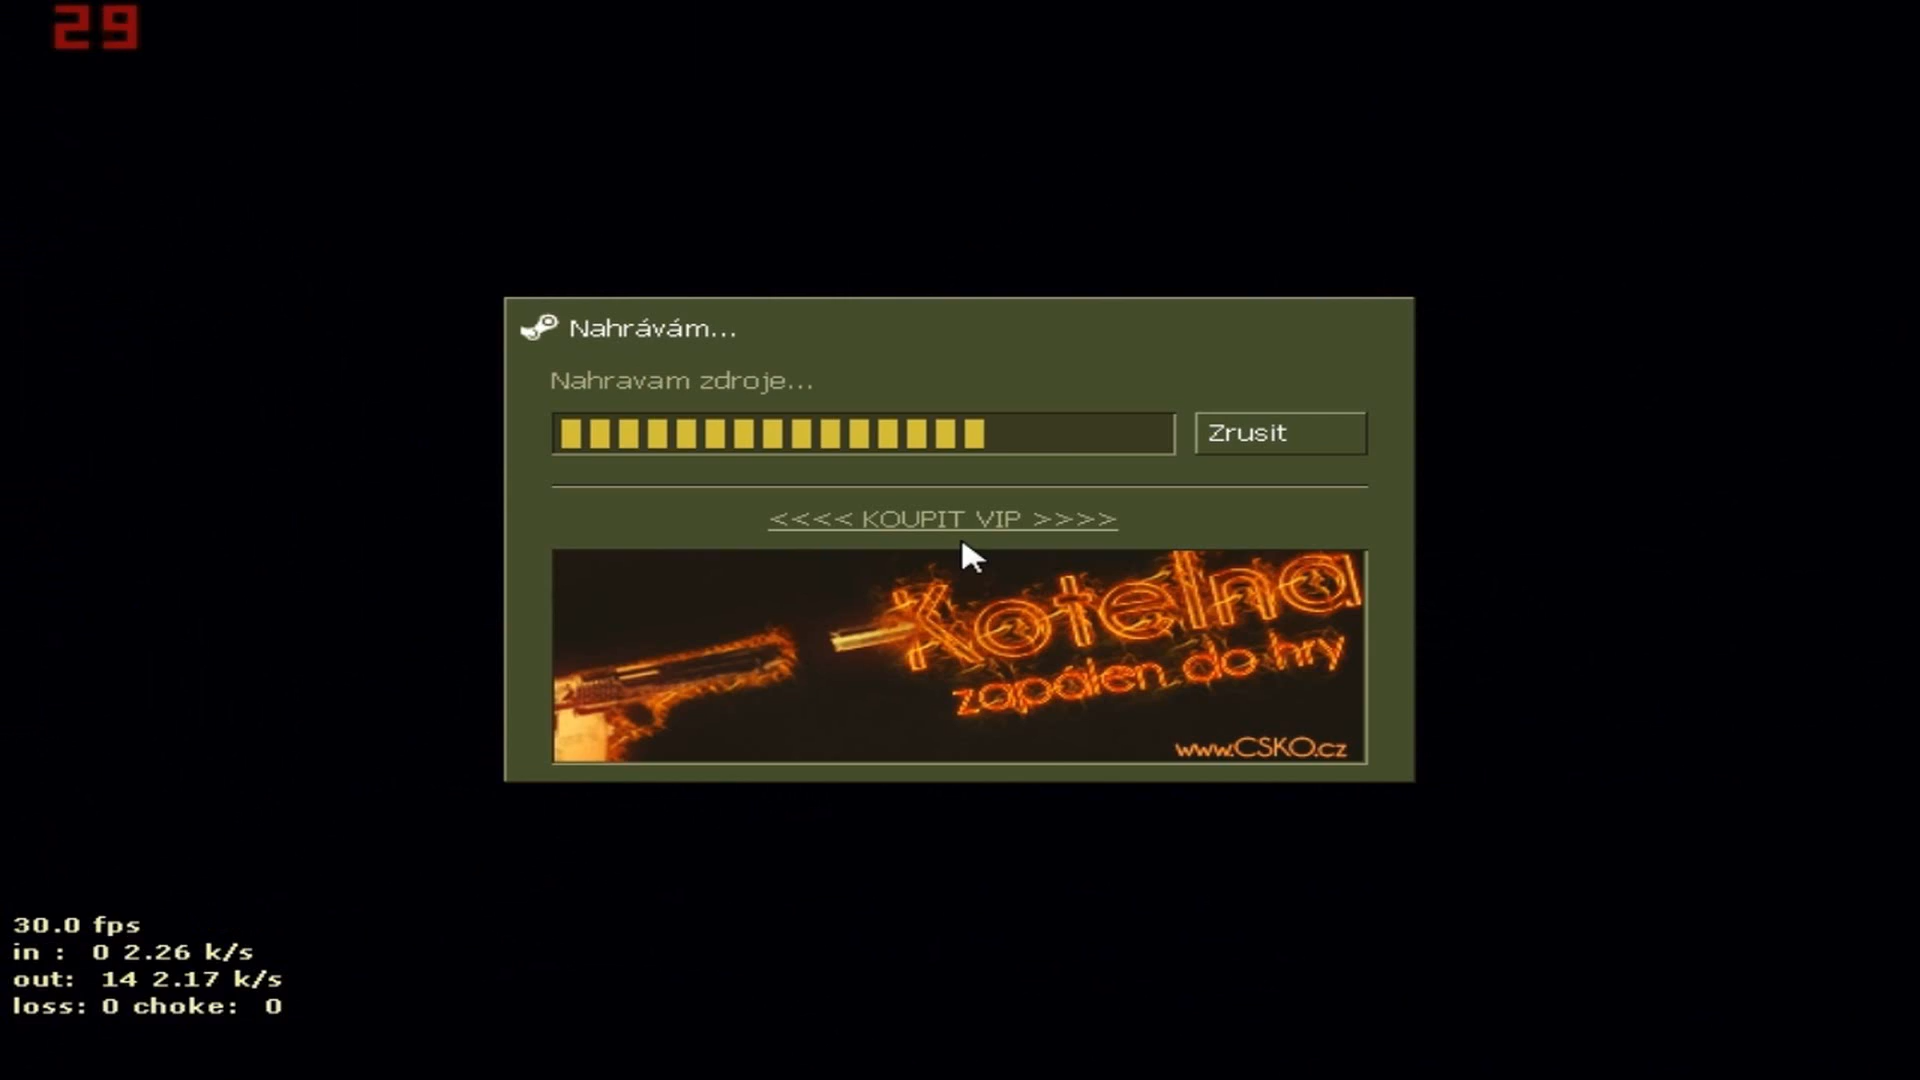 29
Nahrávám...
Nahravam zdroje...
Zrusit
<<<< KOUPIT VIP >>>>
Kotelna
zapálen do hry
www.CSKO.cz
30.0 fps
in :  0 2.26 k/s
out:  14 2.17 k/s
loss: 0 choke:  0